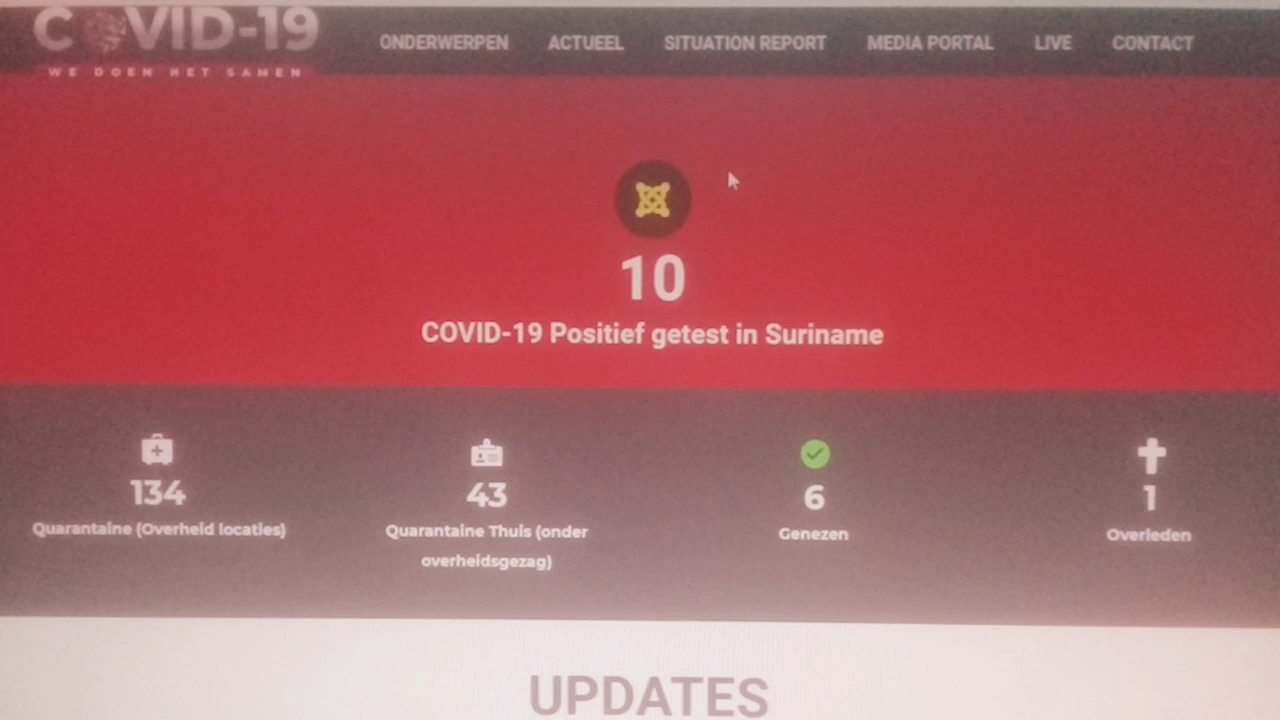 COVID-19
WE DOEN HET SAMEN
ONDERWERPEN ACTUEEL SITUATION REPORT MEDIA PORTAL LIVE CONTACT
10
COVID-19 Positief getest in Suriname
134
Quarantaine (Overheid locaties)
43
Quarantaine Thuis (onder
overheidsgezag)
6
Genezen
1
Overleden
UPDATES